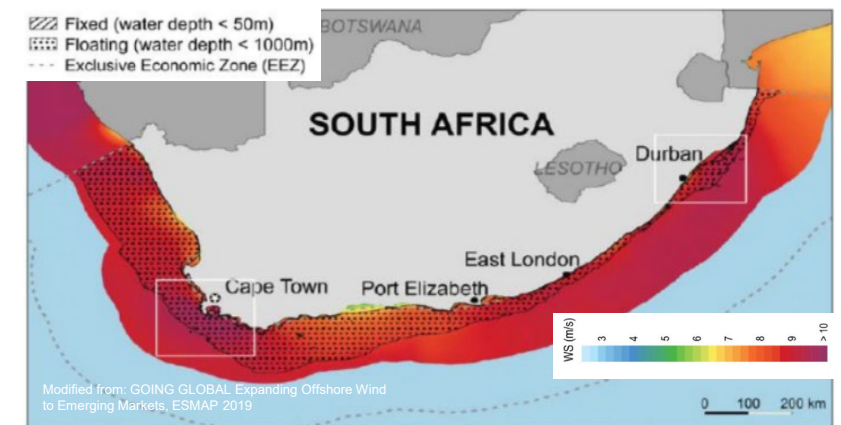 Fixed (water depth < 50m)
Floating (water depth < 1000m)
Exclusive Economic Zone (EEZ)
BOTSWANA
SOUTH AFRICA
LESOTHO
Durban
East London
Cape Town
Port Elizabeth
WS (m/s)
3 4 5 6 7 8 9 > 10
Modified from: GOING GLOBAL Expanding Offshore Wind
to Emerging Markets, ESMAP 2019
0 100 200 km